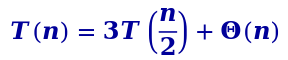 T(n) = 3T(n/2) + Θ(n)